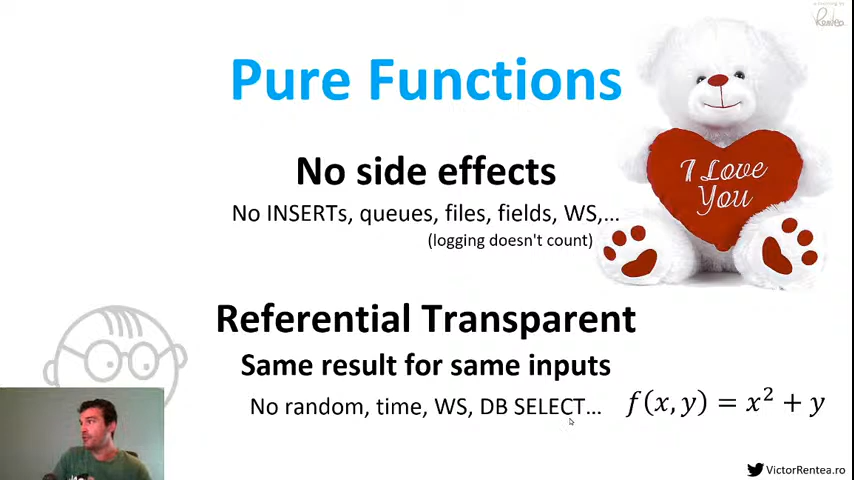 Pure Functions
No side effects
No INSERTs, queues, files, fields, WS,...
(logging doesn't count)
I Love
You
Referential Transparent
Same result for same inputs
No random, time, WS, DB SELECT...
f(x, y) = x² + y
VictorRentea.ro